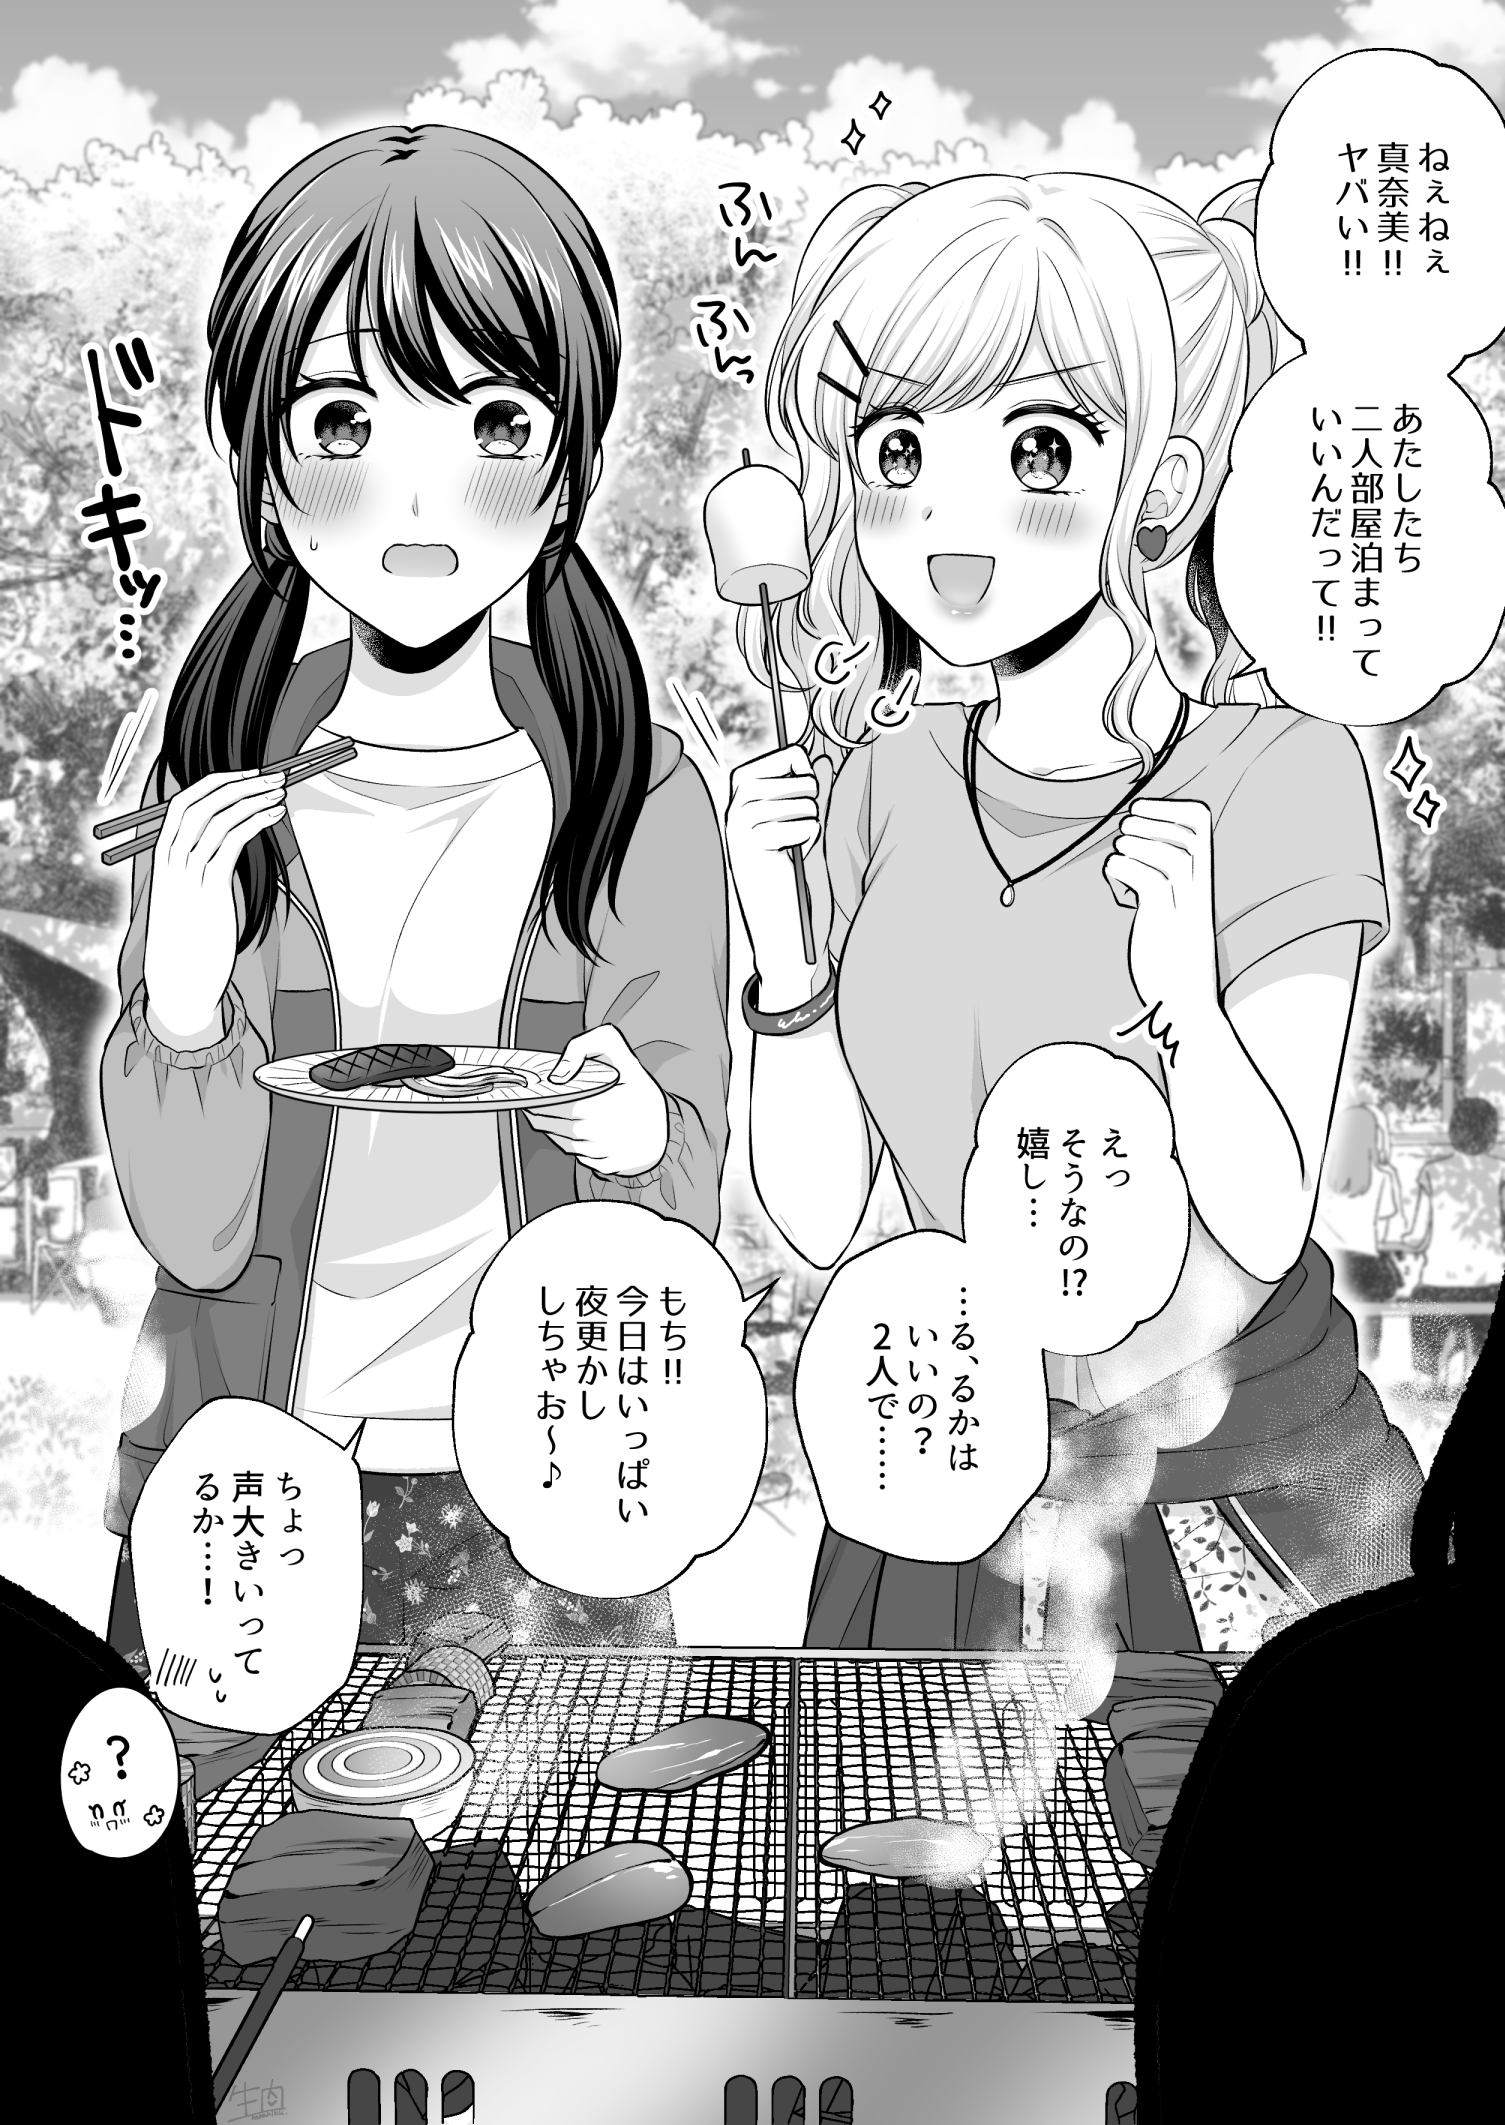 ねぇねぇ
真奈美!!
ヤバい!!
あたしたち
二人部屋泊まって
いいんだって!!
ふん
ふんっ
ドキッ…
えっ
そうなの!?
嬉し…
…る、るかは
いいの？
2人で……
もち!!
今日はいっぱい
夜更かし
しちゃお～♪
ちょっ
声大きいって
るか…！
？
生肉